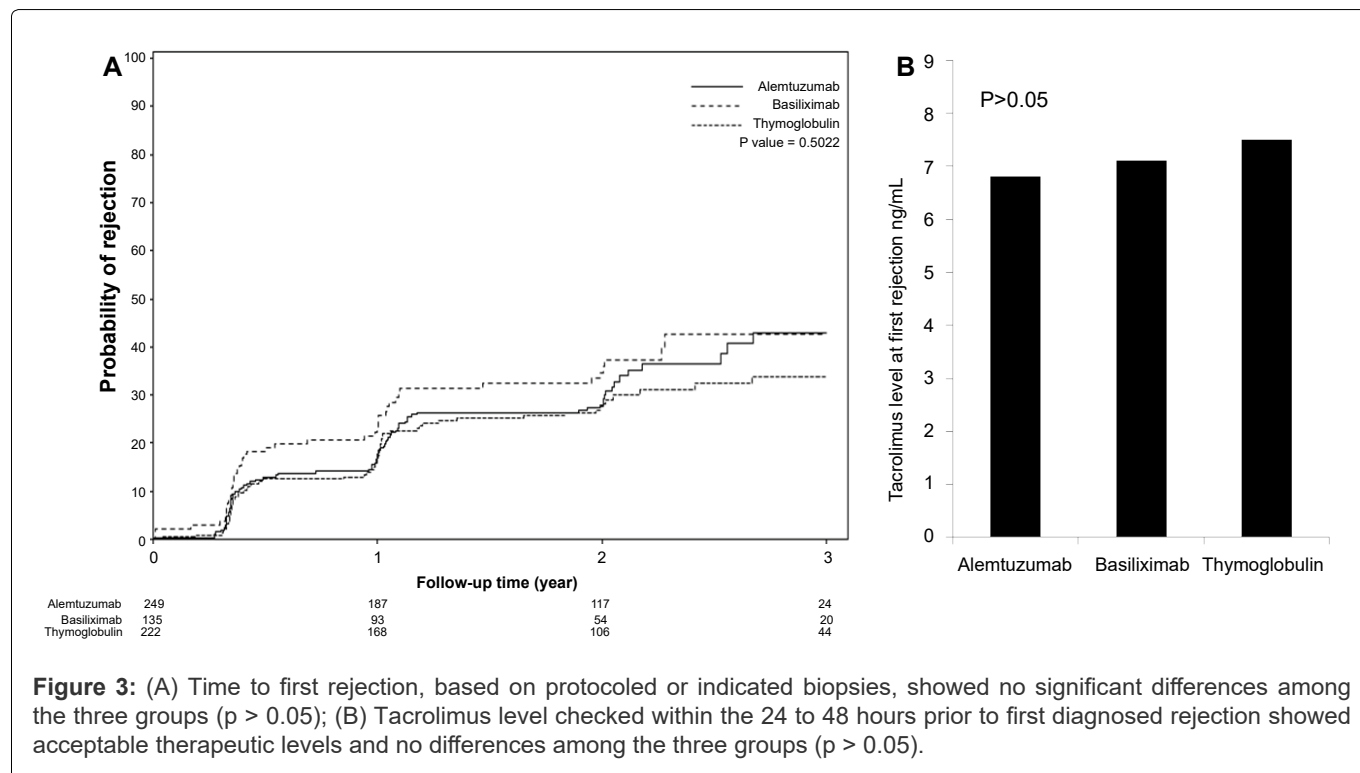 A
100
90
80
70
60
50
40
30
20
10
0
Probability of rejection
Alemtuzumab
Basiliximab
Thymoglobulin
P value = 0.5022
0 1 2 3
Follow-up time (year)
Alemtuzumab 249 187 117 24
Basiliximab 135 93 54 20
Thymoglobulin 222 168 106 44
B
P>0.05
Tacrolimus level at first rejection ng/mL
9
8
7
6
5
4
3
2
1
0
Alemtuzumab Basiliximab Thymoglobulin
Figure 3: (A) Time to first rejection, based on protocoled or indicated biopsies, showed no significant differences among
the three groups (p > 0.05); (B) Tacrolimus level checked within the 24 to 48 hours prior to first diagnosed rejection showed
acceptable therapeutic levels and no differences among the three groups (p > 0.05).